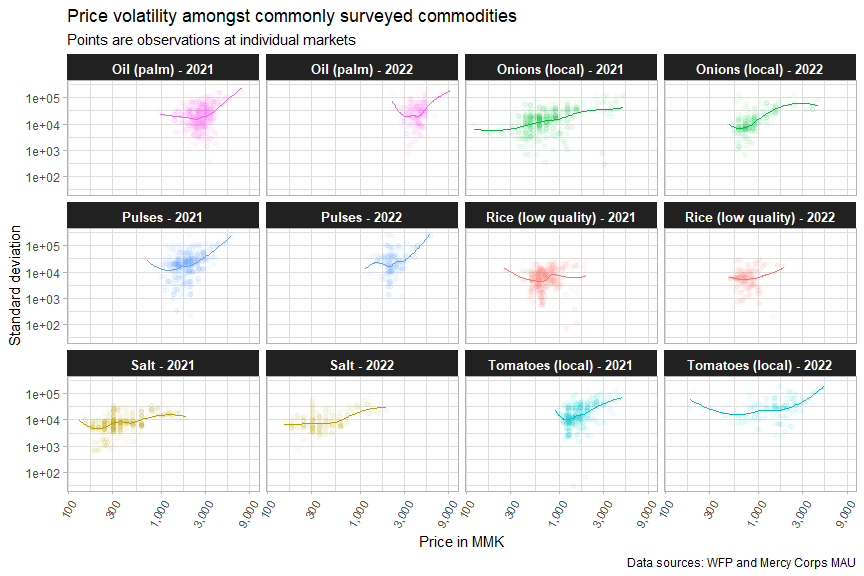 Price volatility amongst commonly surveyed commodities
Points are observations at individual markets
Oil (palm) - 2021
Oil (palm) - 2022
Onions (local) - 2021
Onions (local) - 2022
1e+05
1e+04
1e+03
1e+02
Pulses - 2021
Pulses - 2022
Rice (low quality) - 2021
Rice (low quality) - 2022
1e+05
1e+04
1e+03
1e+02
Standard deviation
Salt - 2021
Salt - 2022
Tomatoes (local) - 2021
Tomatoes (local) - 2022
1e+05
1e+04
1e+03
1e+02
100
300
1,000
3,000
9,000
100
300
1,000
3,000
9,000
100
300
1,000
3,000
9,000
100
300
1,000
3,000
9,000
Price in MMK
Data sources: WFP and Mercy Corps MAU